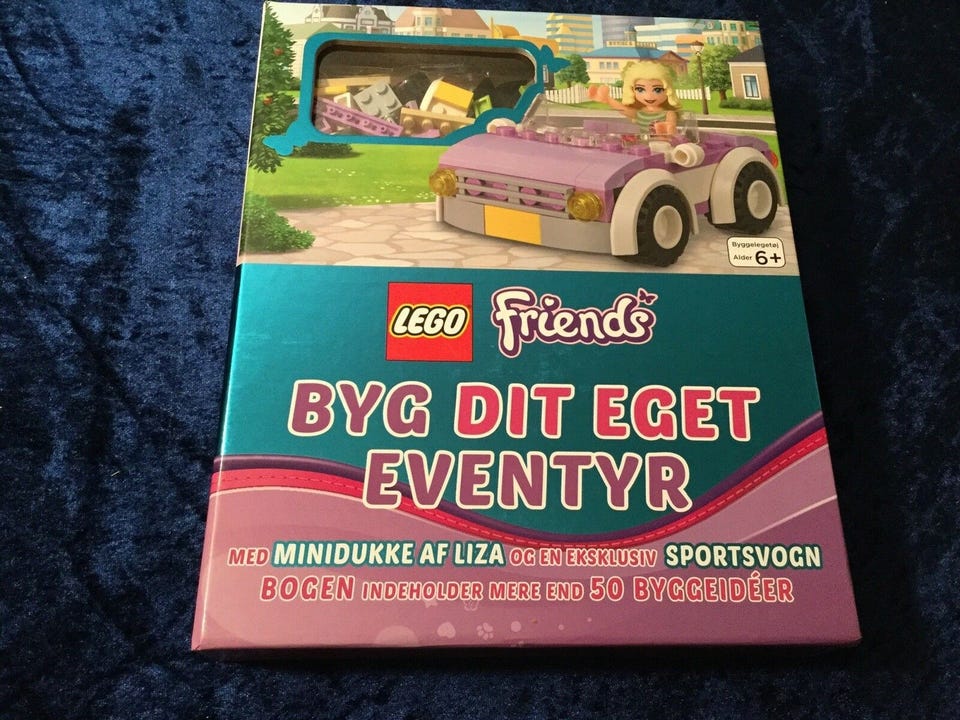 Byggelegetøj
Alder 6+
LEGO Friends
BYG DIT EGET
EVENTYR
MED MINIDUKKE AF LIZA OG EN EKSKLUSIV SPORTSVOGN
BOGEN INDEHOLDER MERE END 50 BYGGEIDÉER